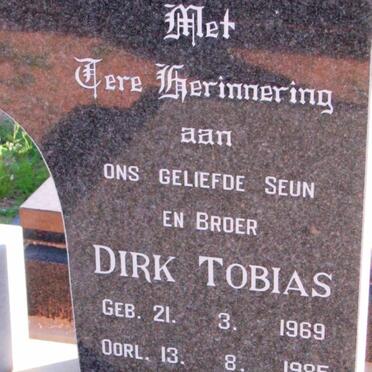 Met
Tere Herinnering
aan
ONS GELIEFDE SEUN
EN BROER
DIRK TOBIAS
GEB. 21. 3. 1969
OORL. 13. 8. 1985